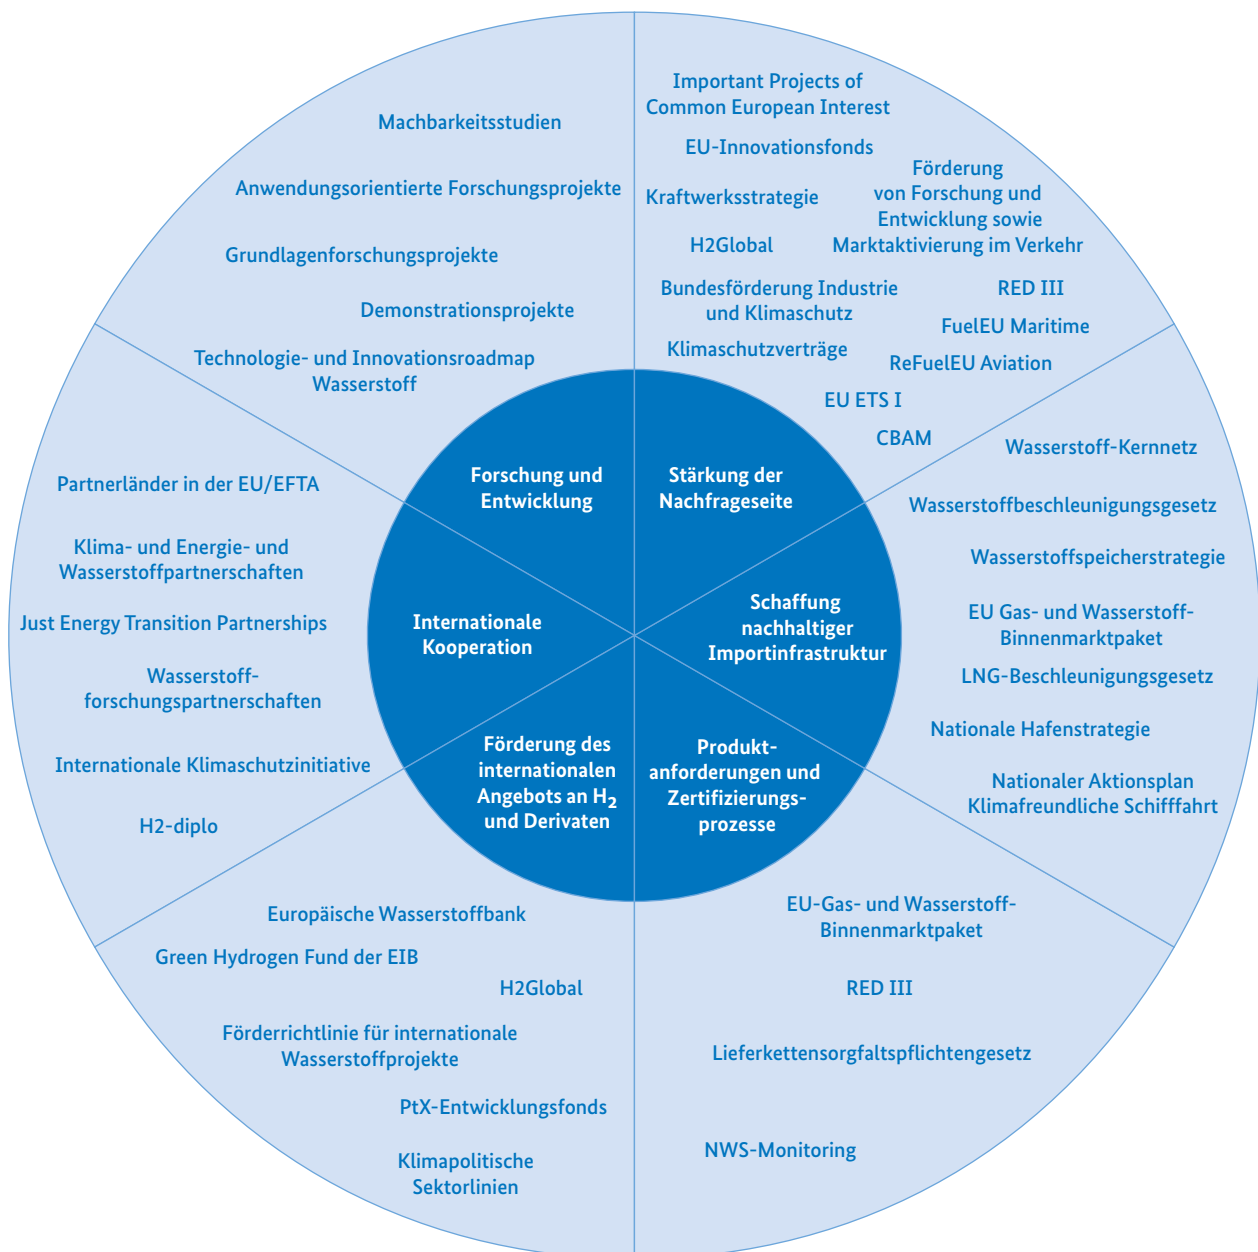 Machbarkeitsstudien
Anwendungsorientierte Forschungsprojekte
Grundlagenforschungsprojekte
Demonstrationsprojekte
Technologie- und Innovationsroadmap
Wasserstoff
Important Projects of
Common European Interest
EU-Innovationsfonds
Kraftwerksstrategie
H2Global
Förderung
von Forschung und
Entwicklung sowie
Marktaktivierung im Verkehr
Bundesförderung Industrie
und Klimaschutz
RED III
FuelEU Maritime
Klimaschutzverträge
ReFuelEU Aviation
EU ETS I
CBAM
Wasserstoff-Kernnetz
Wasserstoffbeschleunigungsgesetz
Wasserstoffspeicherstrategie
EU Gas- und Wasserstoff-
Binnenmarktpaket
LNG-Beschleunigungsgesetz
Nationale Hafenstrategie
Nationaler Aktionsplan
Klimafreundliche Schifffahrt
Partnerländer in der EU/EFTA
Klima- und Energie- und
Wasserstoffpartnerschaften
Just Energy Transition Partnerships
Wasserstoff-
forschungspartnerschaften
Internationale Klimaschutzinitiative
H2-diplo
Forschung und
Entwicklung
Stärkung der
Nachfrageseite
Internationale
Kooperation
Schaffung
nachhaltiger
Importinfrastruktur
Förderung des
internationalen
Angebots an H₂
und Derivaten
Produkt-
anforderungen und
Zertifizierungs-
prozesse
Europäische Wasserstoffbank
Green Hydrogen Fund der EIB
H2Global
Förderrichtlinie für internationale
Wasserstoffprojekte
PtX-Entwicklungsfonds
Klimapolitische
Sektorlinien
EU-Gas- und Wasserstoff-
Binnenmarktpaket
RED III
Lieferkettensorgfaltspflichtengesetz
NWS-Monitoring